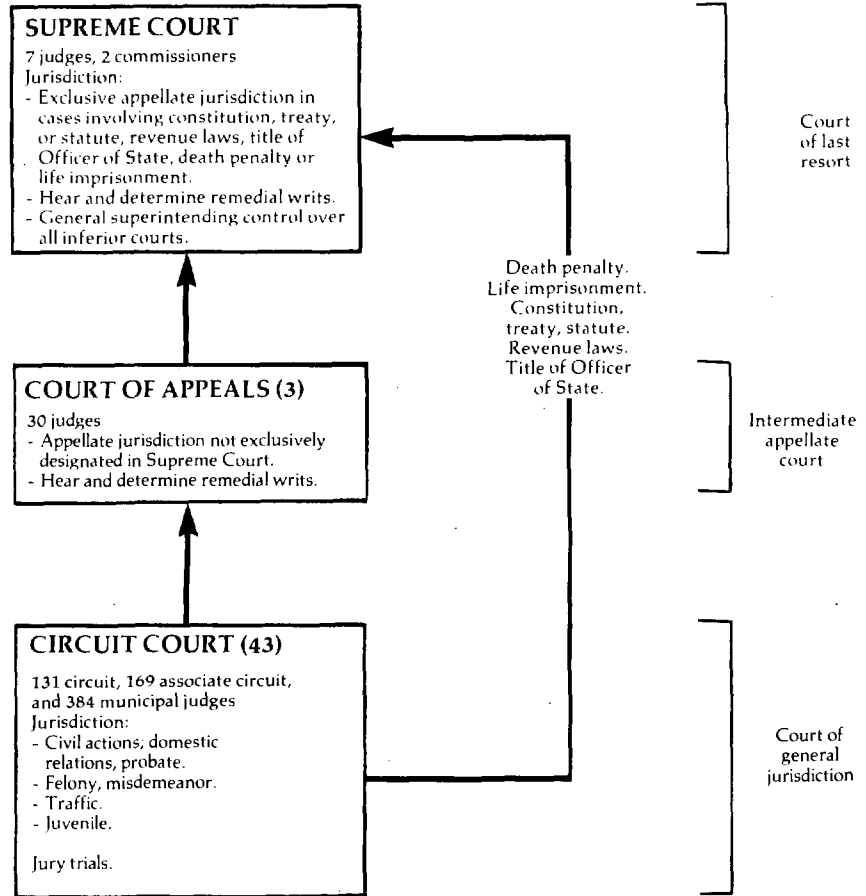 SUPREME COURT
7 judges, 2 commissioners
Jurisdiction:
- Exclusive appellate jurisdiction in
cases involving constitution, treaty,
or statute, revenue laws, title of
Officer of State, death penalty or
life imprisonment.
- Hear and determine remedial writs.
- General superintending control over
all inferior courts.
Court
of last
resort
Death penalty.
Life imprisonment.
Constitution,
treaty, statute.
Revenue laws.
Title of Officer
of State.
COURT OF APPEALS (3)
30 judges
- Appellate jurisdiction not exclusively
designated in Supreme Court.
- Hear and determine remedial writs.
Intermediate
appellate
court
CIRCUIT COURT (43)
131 circuit, 169 associate circuit,
and 384 municipal judges
Jurisdiction:
- Civil actions, domestic
relations, probate.
- Felony, misdemeanor.
- Traffic.
- Juvenile.
Jury trials.
Court of
general
jurisdiction